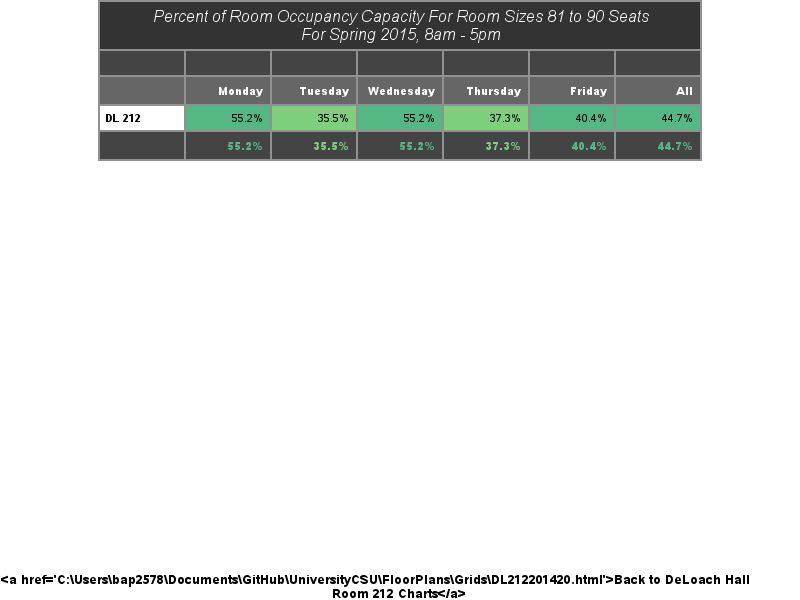 Percent of Room Occupancy Capacity For Room Sizes 81 to 90 Seats
For Spring 2015, 8am - 5pm
Monday Tuesday Wednesday Thursday Friday All
DL 212 55.2% 35.5% 55.2% 37.3% 40.4% 44.7%
55.2% 35.5% 55.2% 37.3% 40.4% 44.7%
<a href='C:\Users\bap2578\Documents\GitHub\UniversityCSU\FloorPlans\Grids\DL212201420.html'>Back to DeLoach Hall
Room 212 Charts</a>